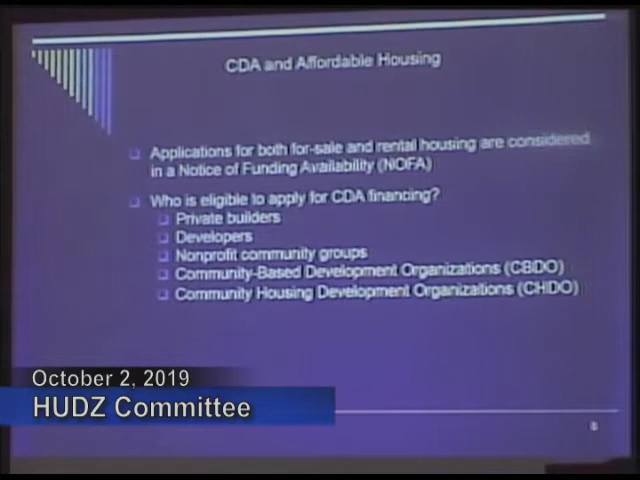 CDA and Affordable Housing
Applications for both for-sale and rental housing are considered
in a Notice of Funding Availability (NOFA)
Who is eligible to apply for CDA financing?
Private builders
Developers
Nonprofit community groups
Community-Based Development Organizations (CBDO)
Community Housing Development Organizations (CHDO)
October 2, 2019
HUDZ Committee